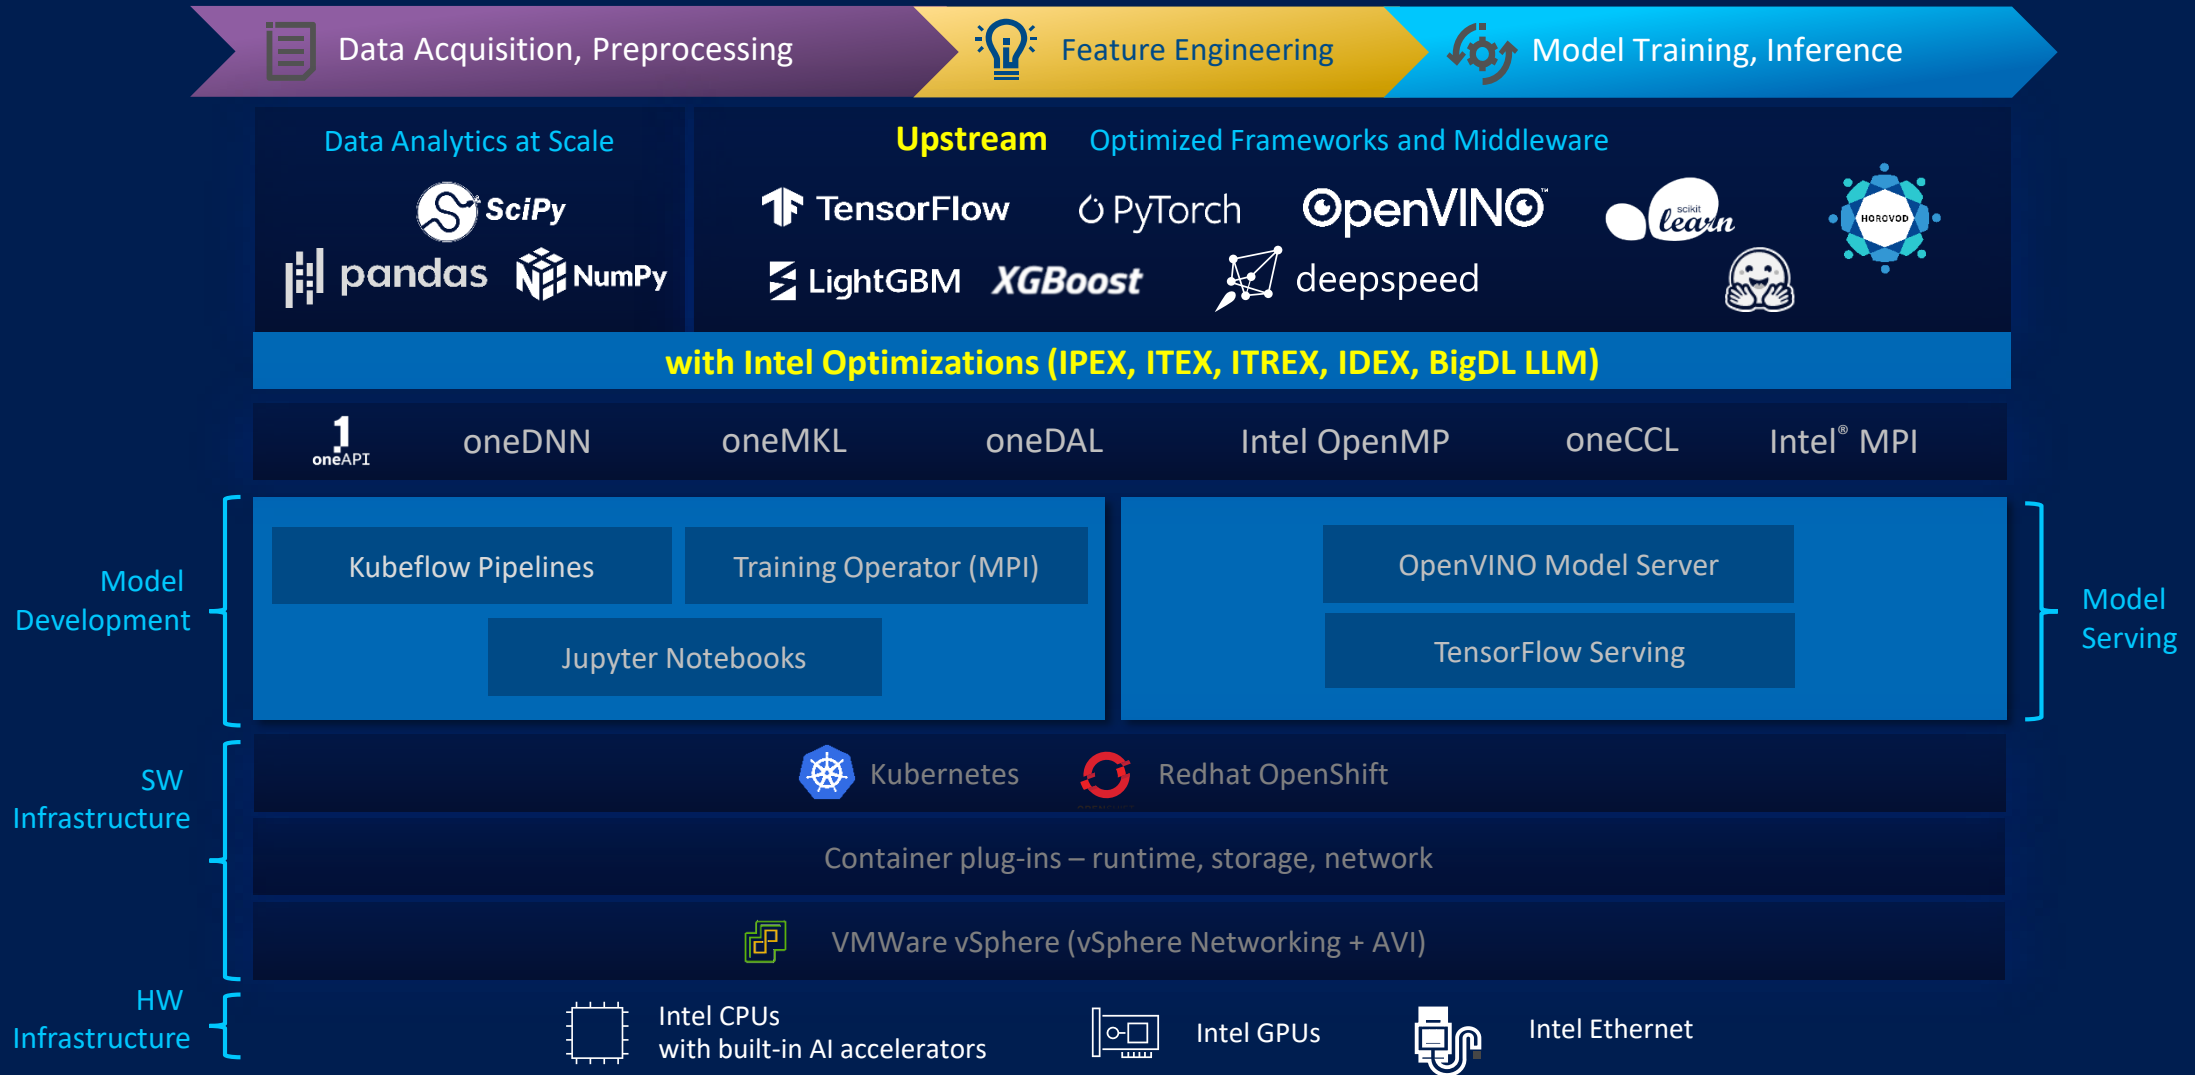 Data Acquisition, Preprocessing
Feature Engineering
Model Training, Inference
Data Analytics at Scale
SciPy
pandas
NumPy
Upstream Optimized Frameworks and Middleware
TensorFlow
PyTorch
OpenVINO™
scikit
learn
HOROVOD
LightGBM
XGBoost
deepspeed
with Intel Optimizations (IPEX, ITEX, ITREX, IDEX, BigDL LLM)
1
oneAPI
oneDNN
oneMKL
oneDAL
Intel OpenMP
oneCCL
Intel® MPI
Model
Development
Kubeflow Pipelines
Training Operator (MPI)
Jupyter Notebooks
OpenVINO Model Server
TensorFlow Serving
Model
Serving
SW
Infrastructure
Kubernetes
Redhat OpenShift
Container plug-ins – runtime, storage, network
VMWare vSphere (vSphere Networking + AVI)
HW
Infrastructure
Intel CPUs
with built-in AI accelerators
Intel GPUs
Intel Ethernet